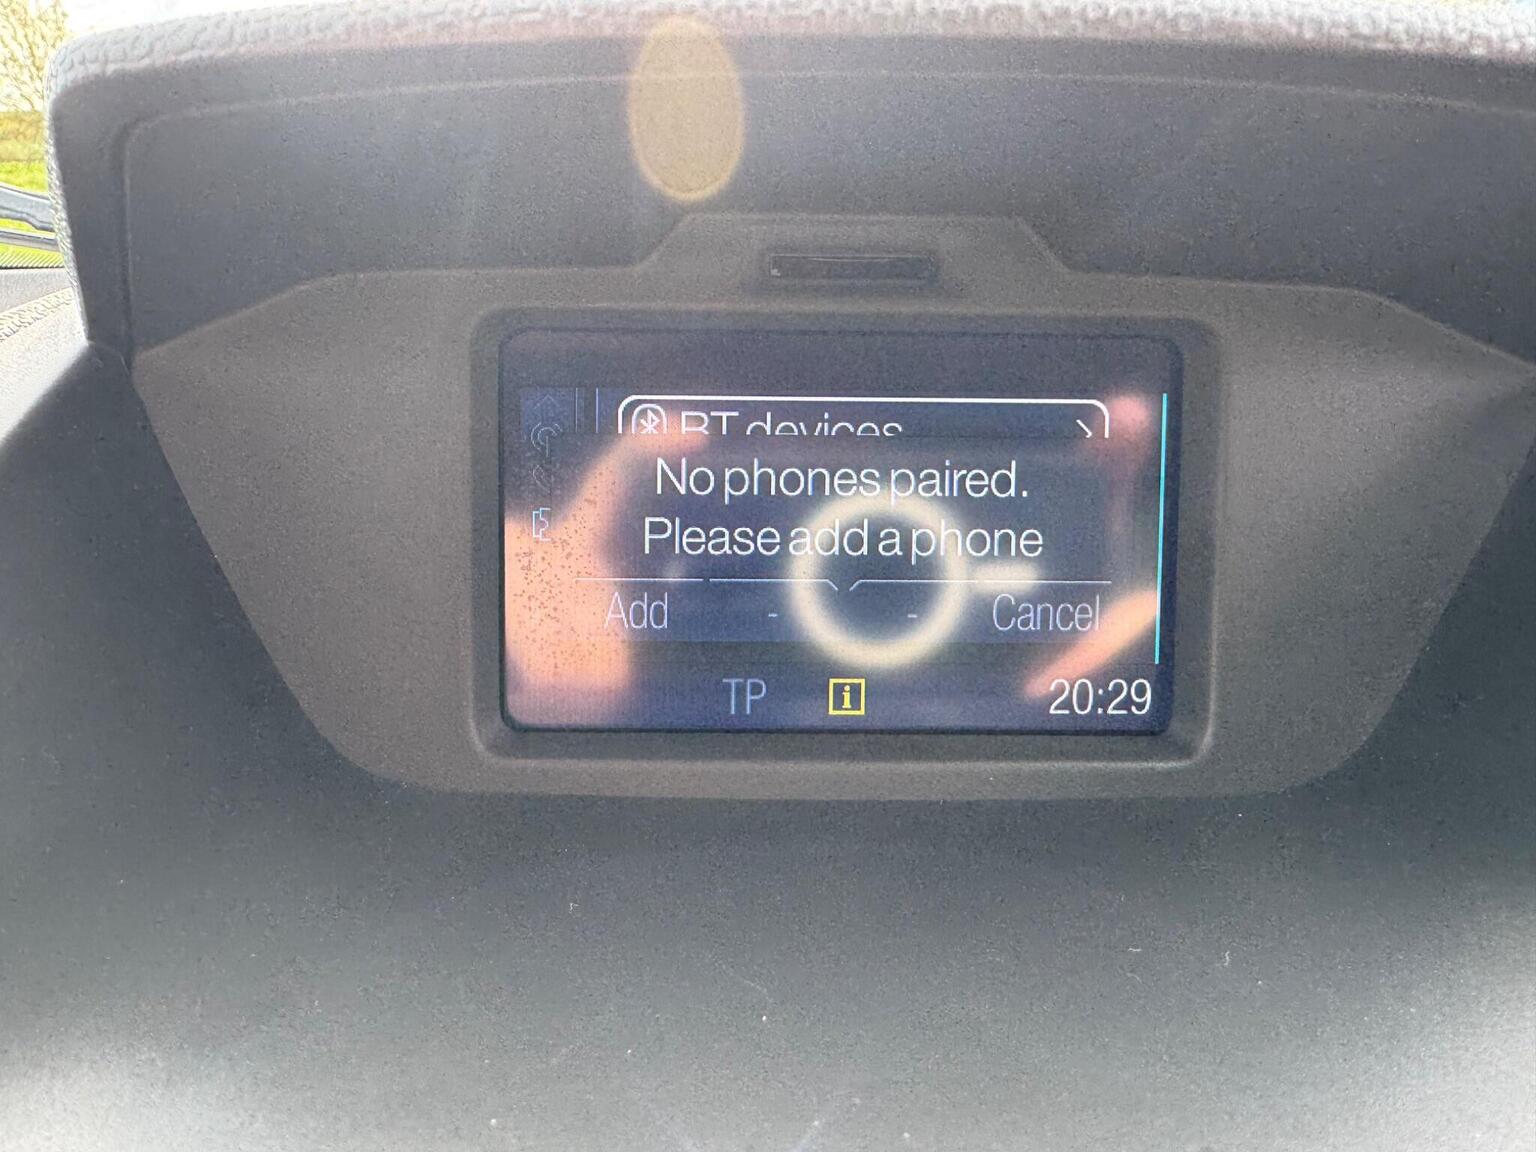 BT devices
No phones paired.
Please add a phone
Add - - Cancel
TP i 20:29